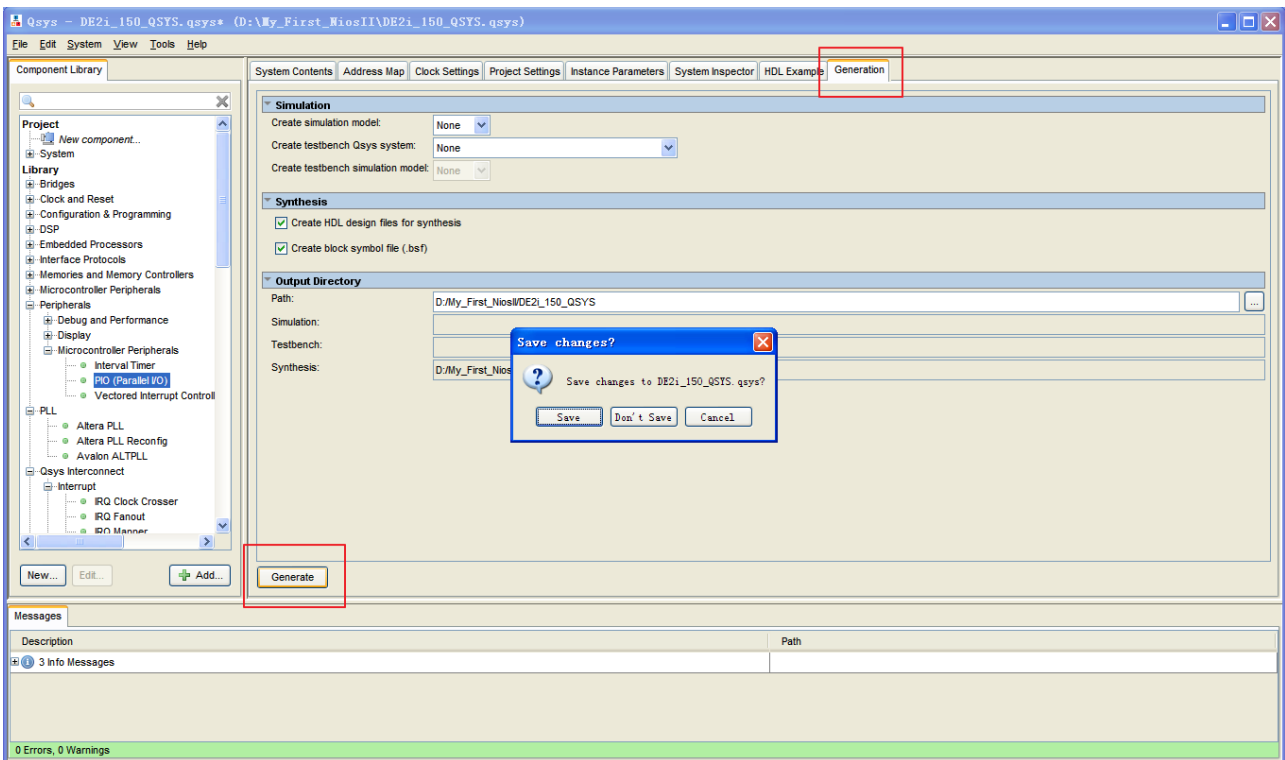 Qsys - DE2i_150_QSYS.qsys* (D:\My_First_NiosII\DE2i_150_QSYS.qsys)
File Edit System View Tools Help
Component Library
System Contents Address Map Clock Settings Project Settings Instance Parameters System Inspector HDL Example Generation
Simulation
Create simulation model: None
Create testbench Qsys system: None
Create testbench simulation model: None
Synthesis
Create HDL design files for synthesis
Create block symbol file (.bsf)
Output Directory
Path: D:/My_First_NiosII/DE2i_150_QSYS ...
Simulation:
Testbench:
Synthesis: D:/My_First_Nios
Project
New component...
System
Library
Bridges
Clock and Reset
Configuration & Programming
DSP
Embedded Processors
Interface Protocols
Memories and Memory Controllers
Microcontroller Peripherals
Peripherals
Debug and Performance
Display
Microcontroller Peripherals
Interval Timer
PIO (Parallel I/O)
Vectored Interrupt Controll
PLL
Altera PLL
Altera PLL Reconfig
Avalon ALTPLL
Qsys Interconnect
Interrupt
IRQ Clock Crosser
IRQ Fanout
IRQ Mapper
New... Edit... Add...
Save changes?
Save changes to DE2i_150_QSYS.qsys?
Save Don't Save Cancel
Generate
Messages
Description Path
3 Info Messages
0 Errors, 0 Warnings